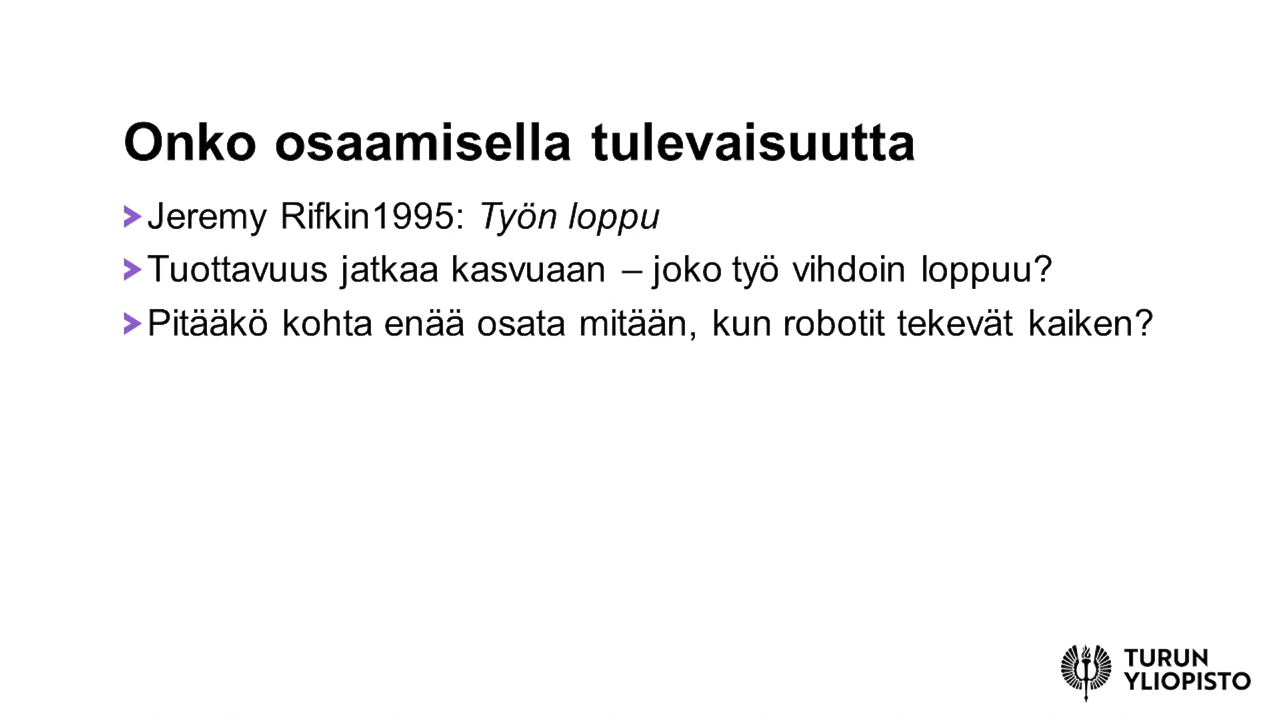 Onko osaamisella tulevaisuutta
> Jeremy Rifkin1995: Työn loppu
> Tuottavuus jatkaa kasvuaan – joko työ vihdoin loppuu?
> Pitääkö kohta enää osata mitään, kun robotit tekevät kaiken?
TURUN
YLIOPISTO